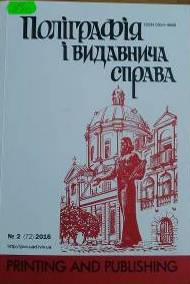 ПОЛІГРАФІЯ
І ВИДАВНИЧА
СПРАВА
№ 2 (72) 2016
PRINTING AND PUBLISHING